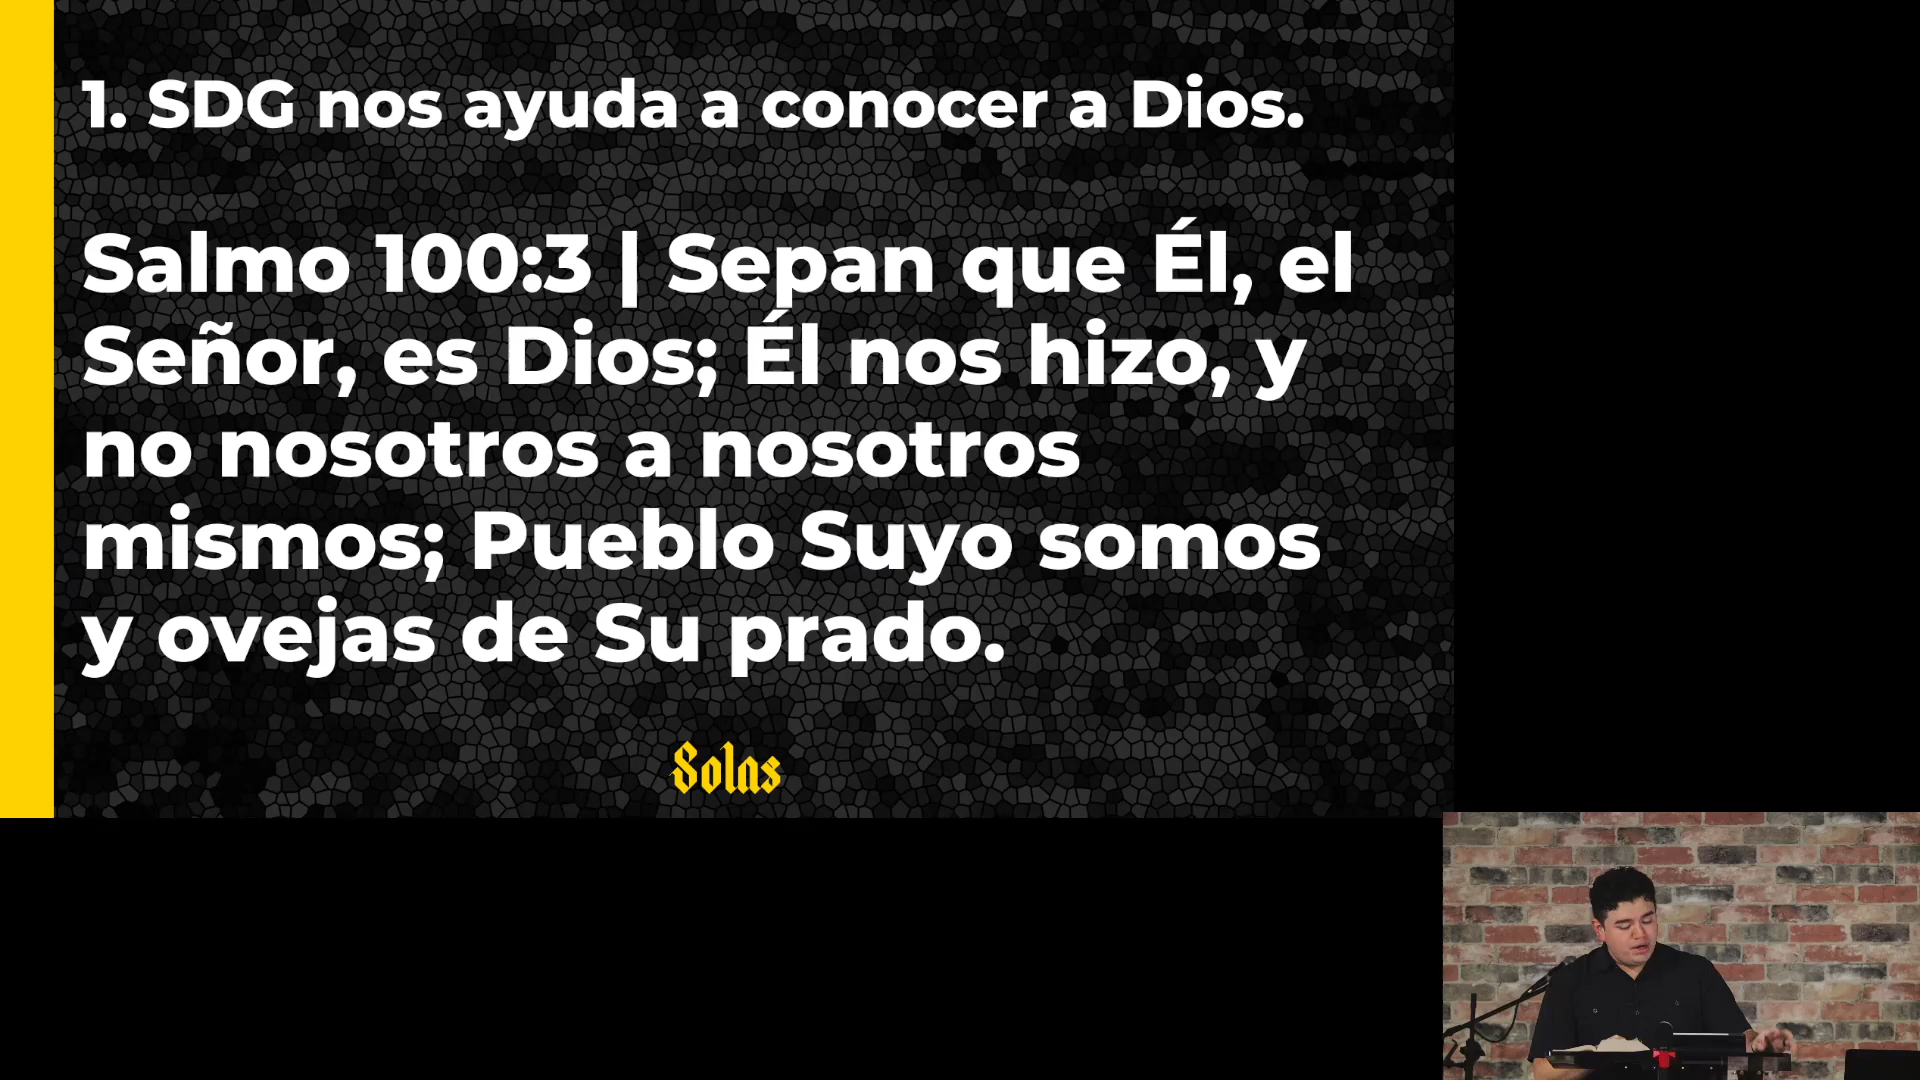 1. SDG nos ayuda a conocer a Dios.
Salmo 100:3 | Sepan que Él, el
Señor, es Dios; Él nos hizo, y
no nosotros a nosotros
mismos; Pueblo Suyo somos
y ovejas de Su prado.
Solas